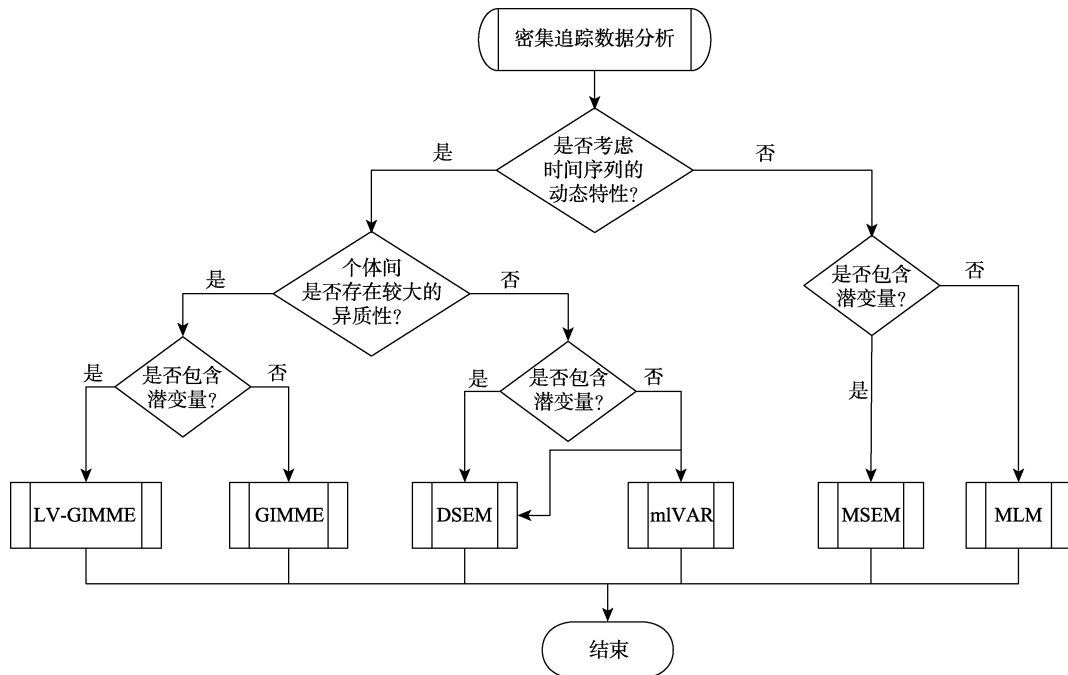 密集追踪数据分析
是否考虑
时间序列的
动态特性?
是
否
个体间
是否存在较大的
异质性?
是
否
是否包含
潜变量?
是
否
是否包含
潜变量?
是
否
是否包含
潜变量?
是
否
是
否
LV-GIMME
GIMME
DSEM
mlVAR
MSEM
MLM
结束